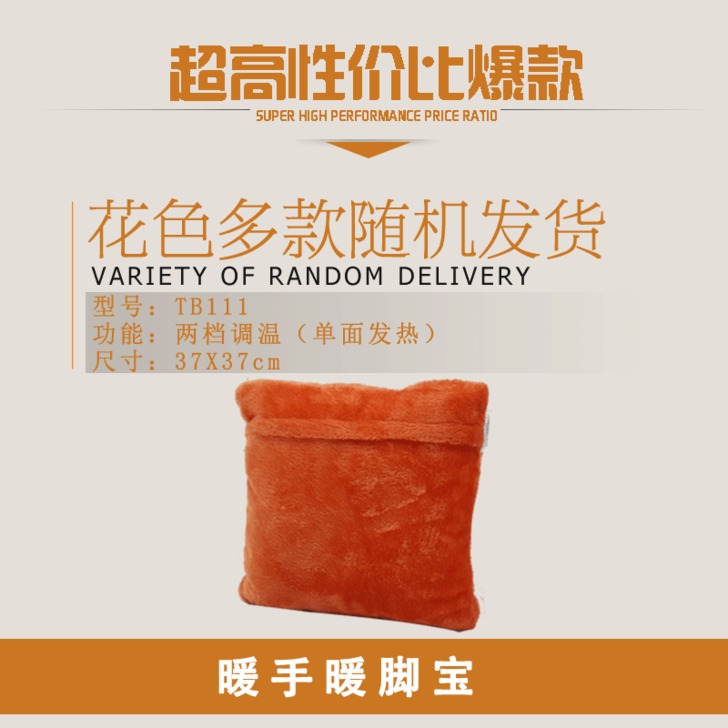 超高性价比爆款
SUPER HIGH PERFORMANCE PRICE RATIO
花色多款随机发货
VARIETY OF RANDOM DELIVERY
型号：TB111
功能：两档调温（单面发热）
尺寸：37X37cm
暖手暖脚宝